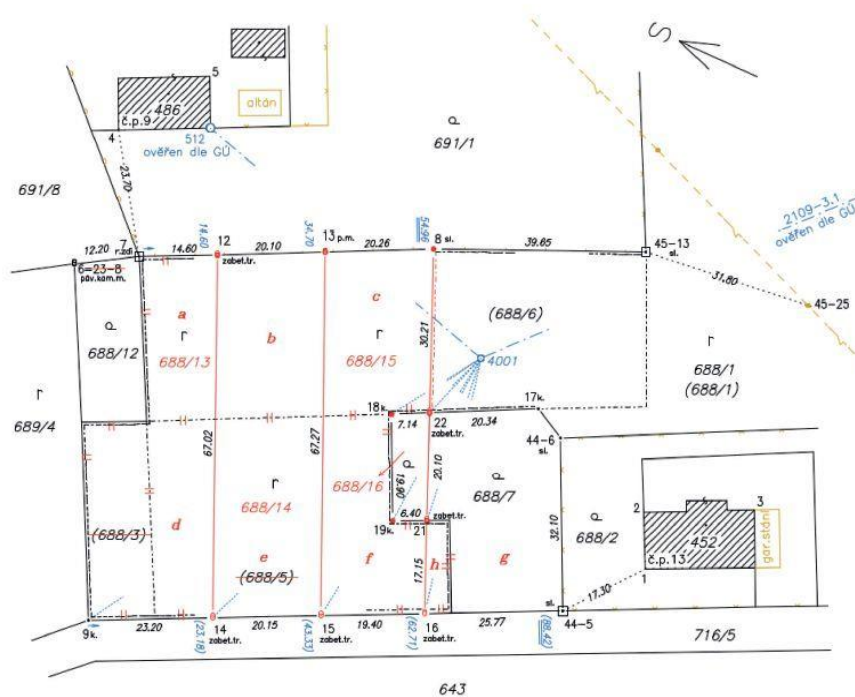 S
486
č.p.9
5
4
altán
512
ověřen dle GÚ
23.70
691/8
691/1
2109-3.1.
ověřen dle GÚ
12.20
7
r.zdi
14.60
14.60
12
zabet.tr.
20.10
34.70
13 p.m.
20.26
54.96
8 sl.
39.65
45-13
sl.
31.80
45-25
6=23-8
pův.kam.m.
a
b
c
688/12
688/13
688/15
30.21
(688/6)
4001
688/1
(688/1)
689/4
67.02
67.27
18k.
7.14
22
zabet.tr.
20.34
17k.
44-6
sl.
688/14
688/16
19.90
20.10
688/7
688/2
32.10
2
3
452
č.p.13
gar.stání
1
17.30
(688/3)
d
e
(688/5)
f
19k.
6.40
21
zabet.tr.
h
g
17.15
9k.
23.20
(23.18)
14
zabet.tr.
20.15
(43.33)
15
zabet.tr.
19.40
(62.71)
16
zabet.tr.
25.77
(88.42)
sl.
44-5
716/5
643